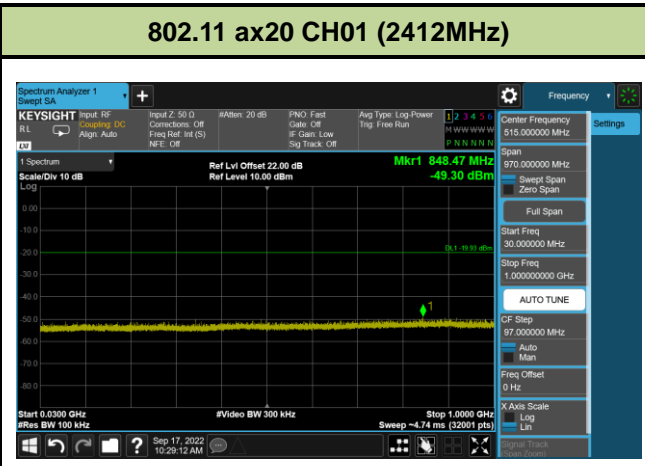 802.11 ax20 CH01 (2412MHz)
Spectrum Analyzer 1
Swept SA
+
Frequency
KEYSIGHT
RL
LXI
Input: RF
Coupling: DC
Align: Auto
Input Z: 50 Ω
Corrections: Off
Freq Ref: Int (S)
NFE: Off
#Atten: 20 dB
PNO: Fast
Gate: Off
IF Gain: Low
Sig Track: Off
Avg Type: Log-Power
Trig: Free Run
1 2 3 4 5 6
M W W W W W
P N N N N N
Center Frequency
515.000000 MHz
Settings
Span
970.000000 MHz
Swept Span
Zero Span
Full Span
Start Freq
30.000000 MHz
Stop Freq
1.000000000 GHz
AUTO TUNE
CF Step
97.000000 MHz
Auto
Man
Freq Offset
0 Hz
X Axis Scale
Log
Lin
Signal Track
(Span Zoom)
1 Spectrum
Scale/Div 10 dB
Log
Ref Lvl Offset 22.00 dB
Ref Level 10.00 dBm
Mkr1 848.47 MHz
-49.30 dBm
0.00
-10.0
-20.0
DL1 -19.93 dBm
-30.0
-40.0
1
-50.0
-60.0
-70.0
-80.0
Start 0.0300 GHz
#Res BW 100 kHz
#Video BW 300 kHz
Stop 1.0000 GHz
Sweep ~4.74 ms (32001 pts)
?
Sep 17, 2022
10:29:12 AM